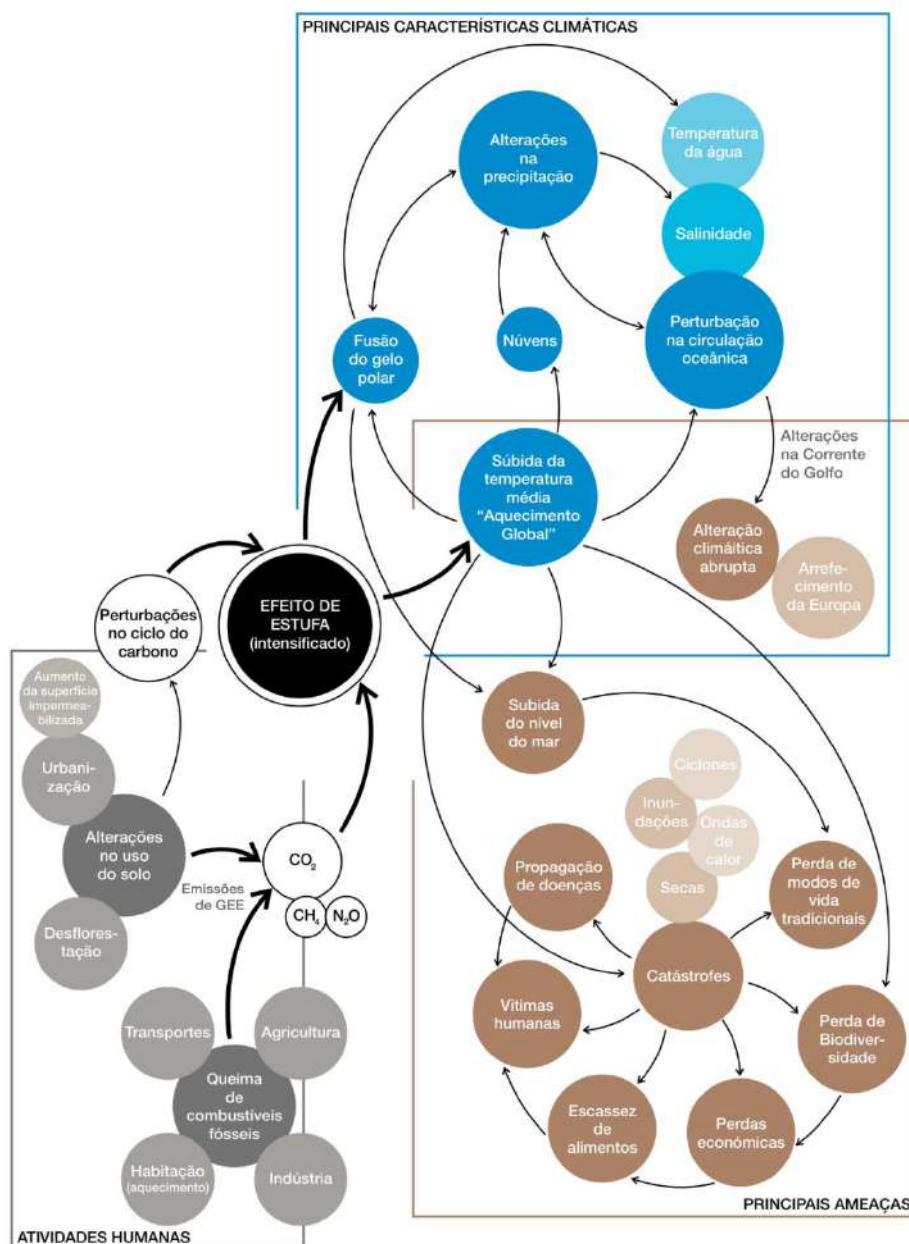 PRINCIPAIS CARACTERÍSTICAS CLIMÁTICAS
Alterações
na
precipitação
Temperatura
da água
Salinidade
Fusão
do gelo
polar
Núvens
Perturbação
na circulação
oceânica
Súbida da
temperatura
média
“Aquecimento
Global”
Alterações
na Corrente
do Golfo
Alteração
climáitica
abrupta
Arrefe-
cimento
da Europa
Perturbações
no ciclo do
carbono
EFEITO DE
ESTUFA
(intensificado)
Aumento
da superfície
impermea-
bilizada
Urbani-
zação
Alterações
no uso
do solo
Desflores-
tação
Emissões
de GEE
CO₂
CH₄
N₂O
Transportes
Agricultura
Queima
de
combustíveis
fósseis
Habitação
(aquecimento)
Indústria
ATIVIDADES HUMANAS
Subida
do nível
do mar
Ciclones
Inun-
dações
Ondas
de calor
Secas
Propagação
de doenças
Perda de
modos de
vida
tradicionais
Catástrofes
Vitimas
humanas
Perda de
Biodiver-
sidade
Escassez
de
alimentos
Perdas
económicas
PRINCIPAIS AMEAÇAS